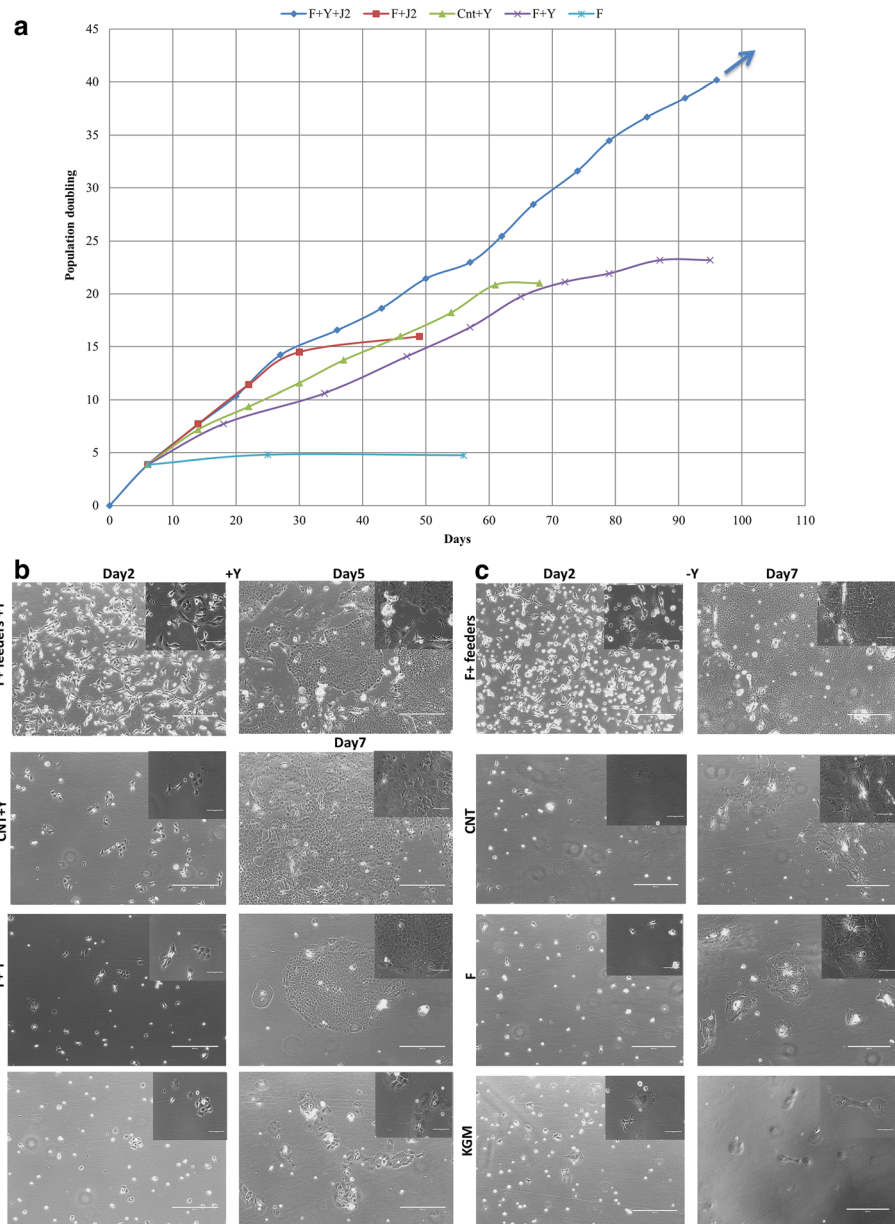 a
F+Y+J2 F+J2 Cnt+Y F+Y F
45
40
35
30
25
20
15
10
5
0
Population doubling
0 10 20 30 40 50 60 70 80 90 100 110
Days
b Day2 +Y Day5
c Day2 -Y Day7
F+ feeders
Day7
CNT+Y
CNT
F
KGM